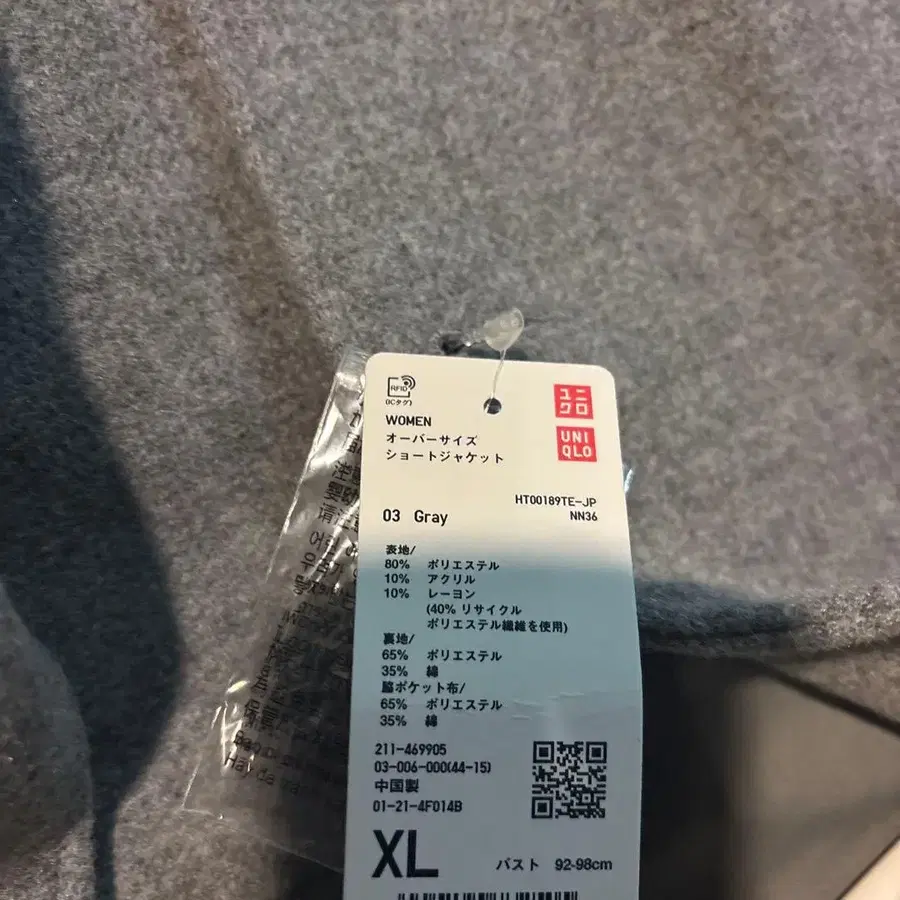 RFID
(ICタグ)
WOMEN
オーバーサイズ
ショートジャケット
ユニ
クロ
UNI
QLO
HT00189TE-JP
NN36
03 Gray
表地/
80% ポリエステル
10% アクリル
10% レーヨン
(40% リサイクル
ポリエステル繊維を使用)
裏地/
65% ポリエステル
35% 綿
脇ポケット布/
65% ポリエステル
35% 綿
211-469905
03-006-000(44-15)
中国製
01-21-4F014B
XL バスト 92-98cm